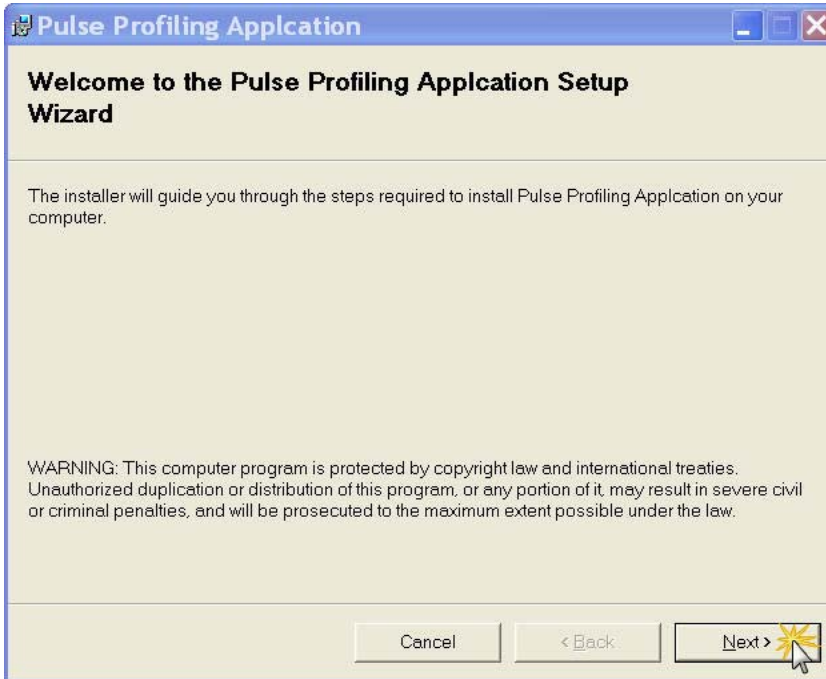 Pulse Profiling Applcation
Welcome to the Pulse Profiling Applcation Setup
Wizard
The installer will guide you through the steps required to install Pulse Profiling Applcation on your
computer.
WARNING: This computer program is protected by copyright law and international treaties.
Unauthorized duplication or distribution of this program, or any portion of it, may result in severe civil
or criminal penalties, and will be prosecuted to the maximum extent possible under the law.
Cancel
< Back
Next >